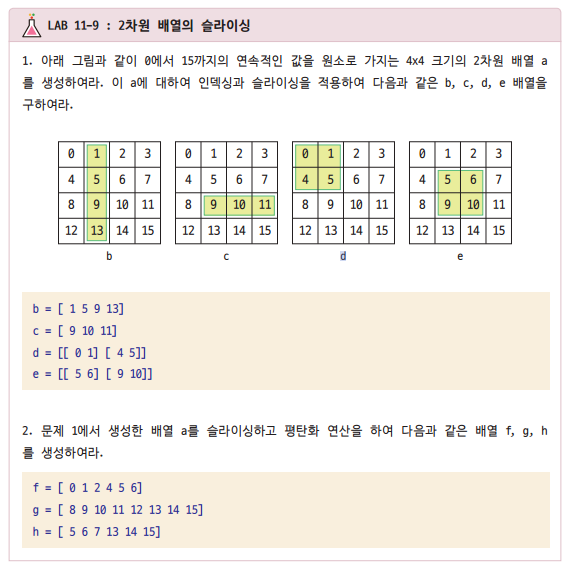 LAB 11-9 : 2차원 배열의 슬라이싱
1. 아래 그림과 같이 0에서 15까지의 연속적인 값을 원소로 가지는 4x4 크기의 2차원 배열 a
를 생성하여라. 이 a에 대하여 인덱싱과 슬라이싱을 적용하여 다음과 같은 b, c, d, e 배열을
구하여라.
0 1 2 3 0 1 2 3 0 1 2 3 0 1 2 3
4 5 6 7 4 5 6 7 4 5 6 7 4 5 6 7
8 9 10 11 8 9 10 11 8 9 10 11 8 9 10 11
12 13 14 15 12 13 14 15 12 13 14 15 12 13 14 15
b c d e
b = [ 1 5 9 13]
c = [ 9 10 11]
d = [[ 0 1] [ 4 5]]
e = [[ 5 6] [ 9 10]]
2. 문제 1에서 생성한 배열 a를 슬라이싱하고 평탄화 연산을 하여 다음과 같은 배열 f, g, h
를 생성하여라.
f = [ 0 1 2 4 5 6]
g = [ 8 9 10 11 12 13 14 15]
h = [ 5 6 7 13 14 15]